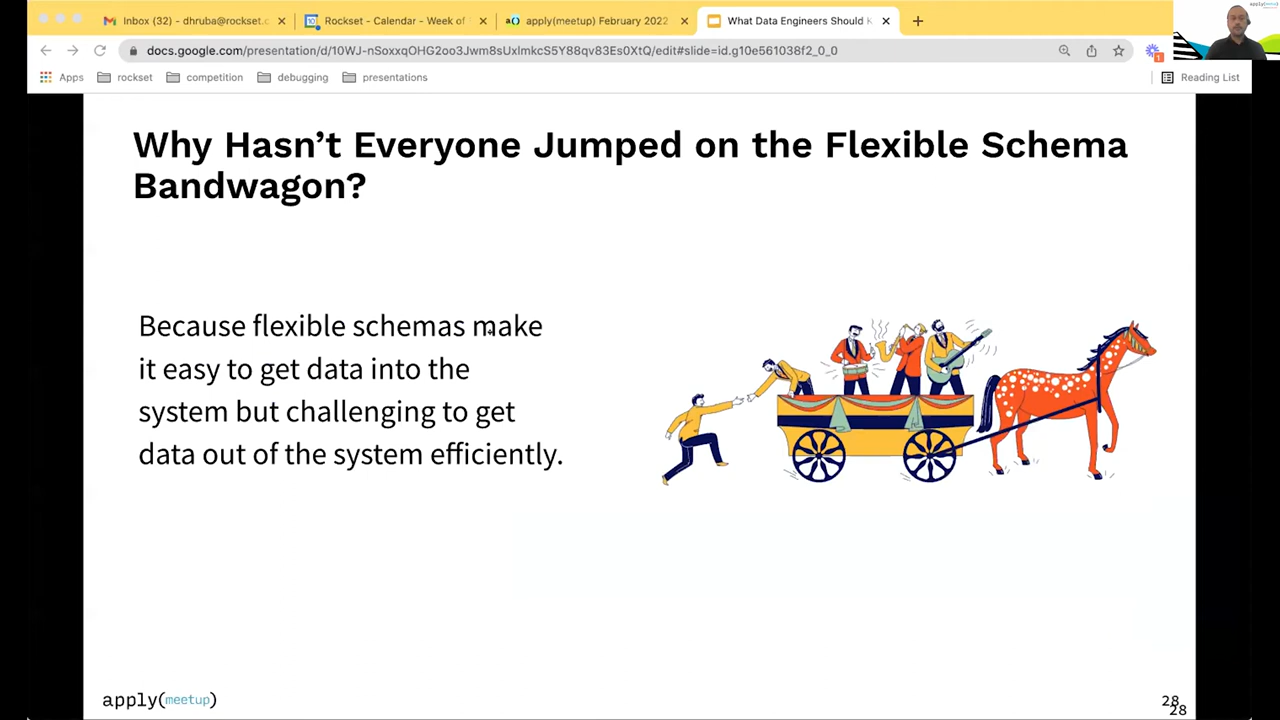 Inbox (32) - dhruba@rockset.c
Rockset - Calendar - Week of
apply(meetup) February 2022
What Data Engineers Should K
docs.google.com/presentation/d/10WJ-nSoxxqOHG2oo3Jwm8sUxlmkcS5Y88qv83Es0XtQ/edit#slide=id.g10e561038f2_0_0
Apps
rockset
competition
debugging
presentations
Reading List
Why Hasn't Everyone Jumped on the Flexible Schema
Bandwagon?
Because flexible schemas make
it easy to get data into the
system but challenging to get
data out of the system efficiently.
apply(meetup)
28
28